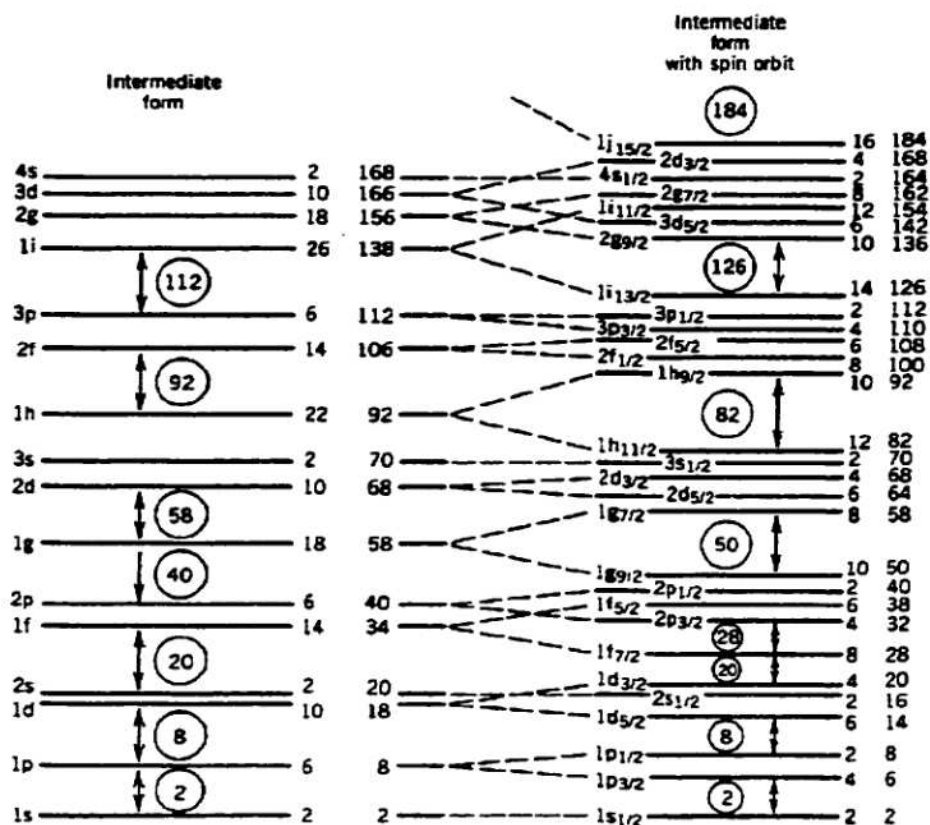 Intermediate
form
4s 2 168
3d 10 166
2g 18 156
1i 26 138
112
3p 6 112
2f 14 106
92
1h 22 92
3s 2 70
2d 10 68
58
1g 18 58
40
2p 6 40
1f 14 34
20
2s 2 20
1d 10 18
8
1p 6 8
2
1s 2 2
Intermediate
form
with spin orbit
184
1j15/2 16 184
2d3/2 4 168
4s1/2 2 164
2g7/2 8 162
1i11/2 12 154
3d5/2 6 142
2g9/2 10 136
126
1i13/2 14 126
3p1/2 2 112
3p3/2 4 110
2f5/2 6 108
2f1/2 8 100
1h9/2 10 92
82
1h11/2 12 82
3s1/2 2 70
2d3/2 4 68
2d5/2 6 64
1g7/2 8 58
50
1g9/2 10 50
2p1/2 2 40
1f5/2 6 38
2p3/2 4 32
28
1f7/2 8 28
20
1d3/2 4 20
2s1/2 2 16
1d5/2 6 14
8
1p1/2 2 8
1p3/2 4 6
2
1s1/2 2 2